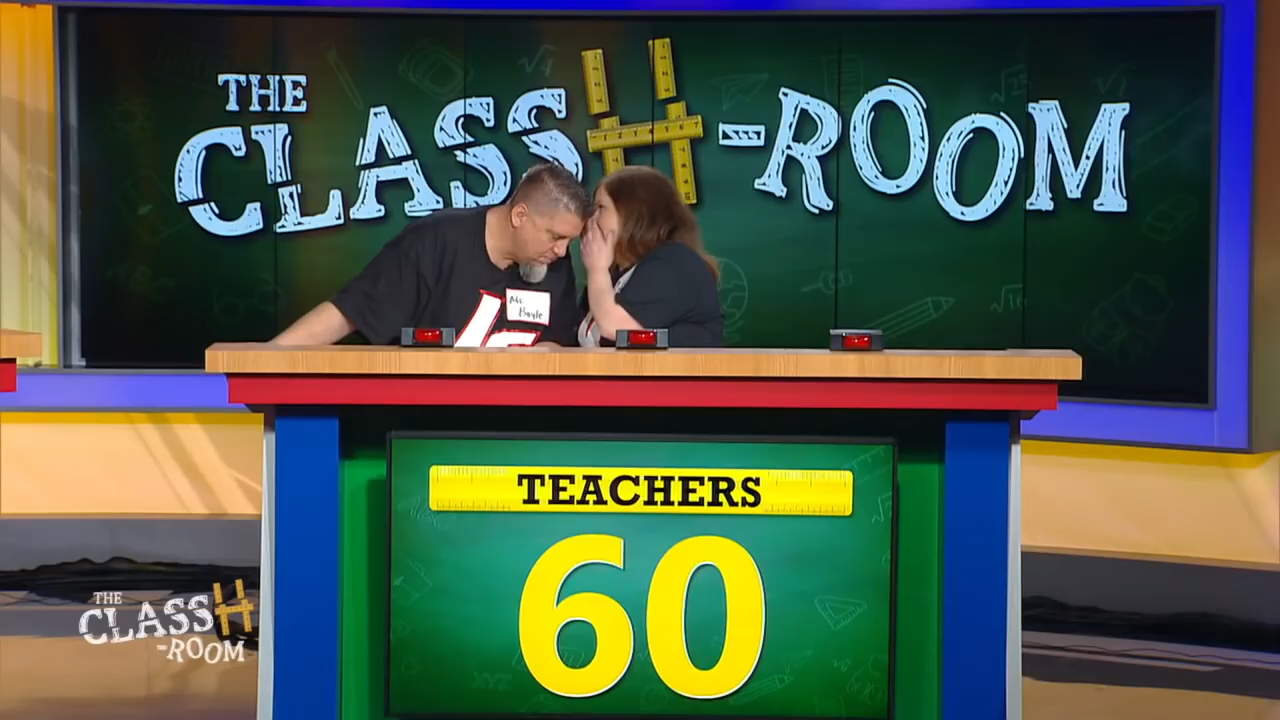 THE
CLASSH-ROOM
Mr.
Boyle
TEACHERS
60
THE
CLASSH
-ROOM